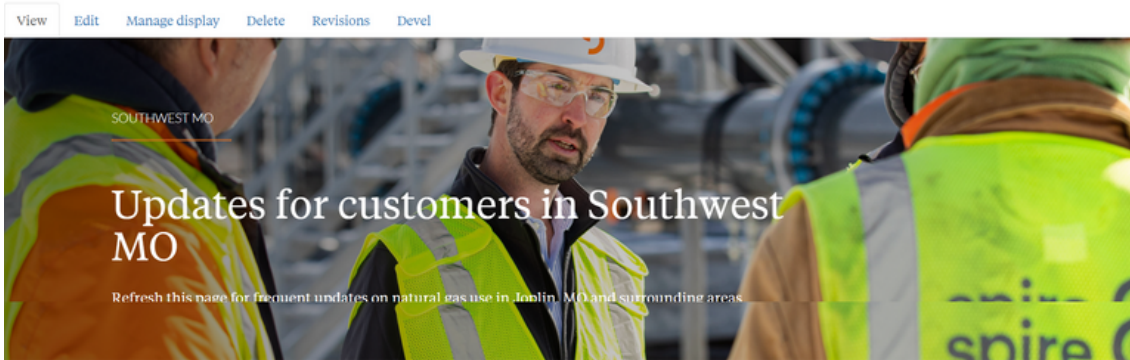 View Edit Manage display Delete Revisions Devel
SOUTHWEST MO
Updates for customers in Southwest
MO
Refresh this page for frequent updates on natural gas use in Joplin, MO and surrounding areas
spire
spire